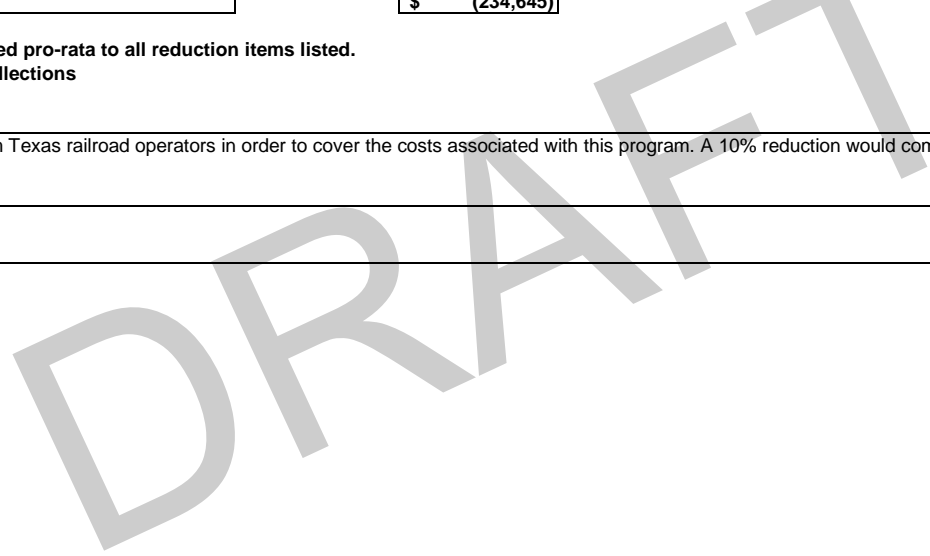 $ (234,645)
ed pro-rata to all reduction items listed.
llections
n Texas railroad operators in order to cover the costs associated with this program. A 10% reduction would com
DRAFT